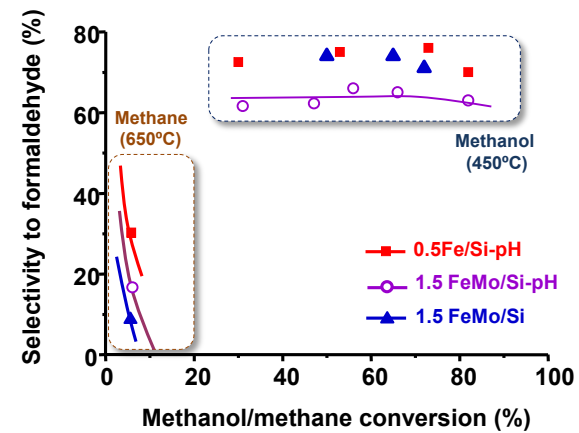 Selectivity to formaldehyde (%)
80
60
40
20
0
Methane
(650ºC)
Methanol
(450ºC)
0.5Fe/Si-pH
1.5 FeMo/Si-pH
1.5 FeMo/Si
0
20
40
60
80
100
Methanol/methane conversion (%)